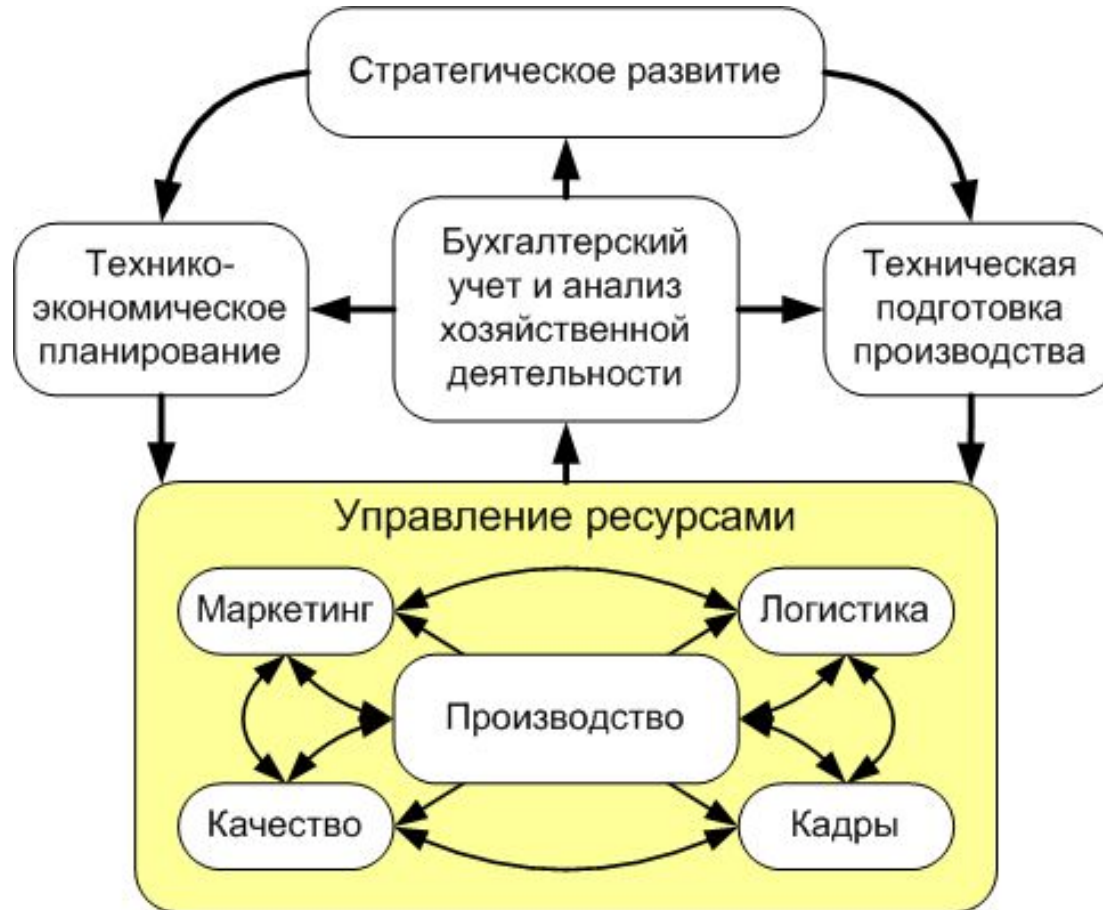 Стратегическое развитие
Технико-
экономическое
планирование
Бухгалтерский
учет и анализ
хозяйственной
деятельности
Техническая
подготовка
производства
Управление ресурсами
Маркетинг
Логистика
Производство
Качество
Кадры